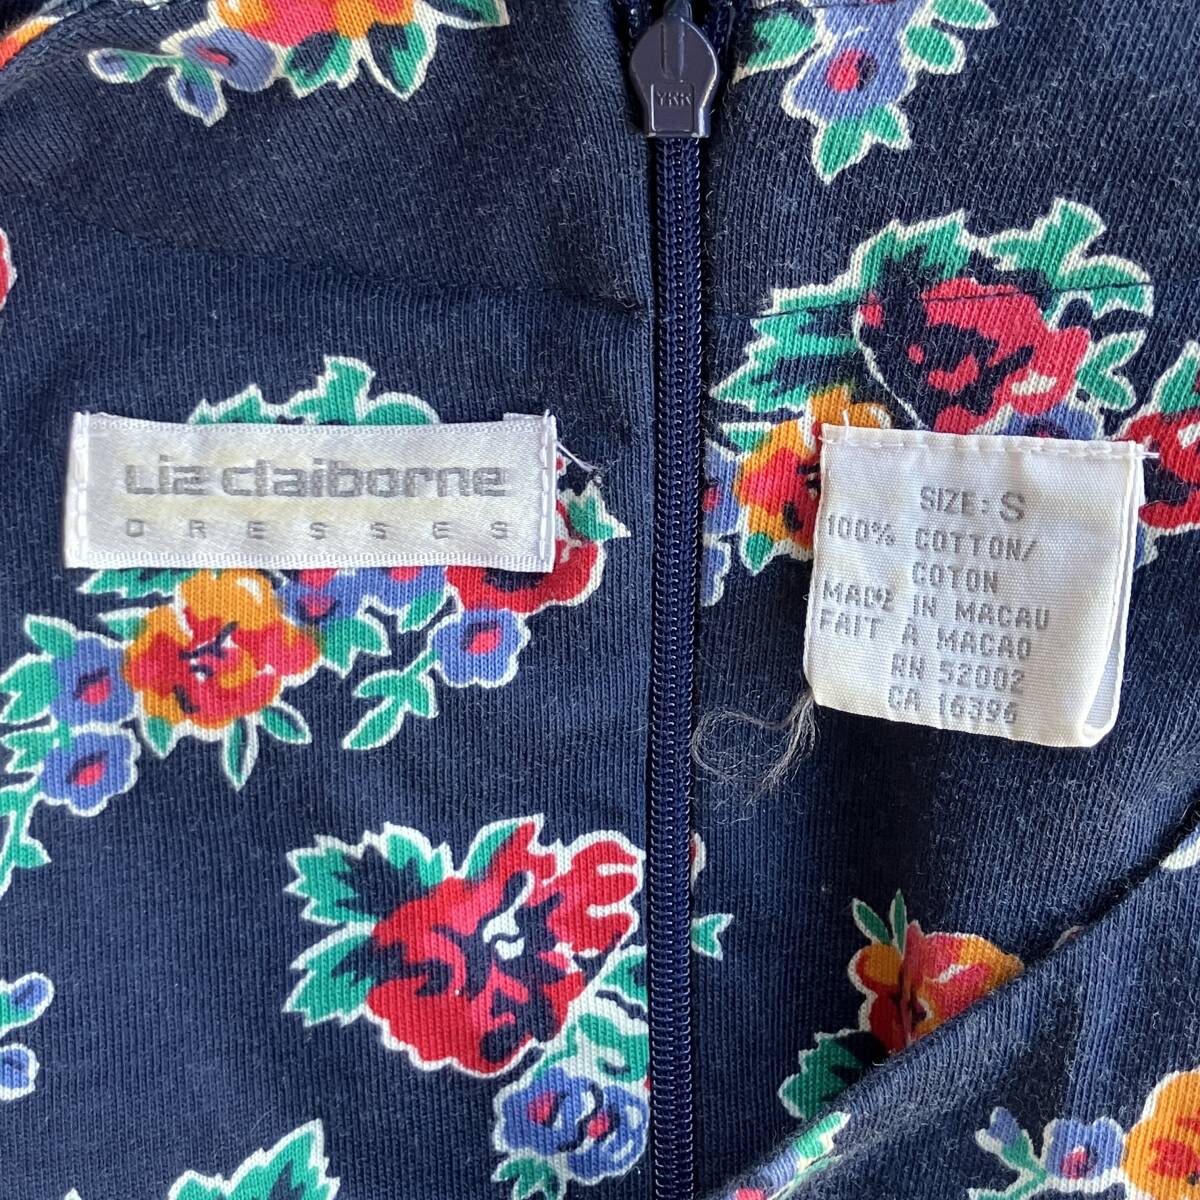 YKK
Liz claiborne
DRESSES
SIZE: S
100% COTTON/
COTON
MADE IN MACAU
FAIT A MACAO
RN 52002
CA 16396